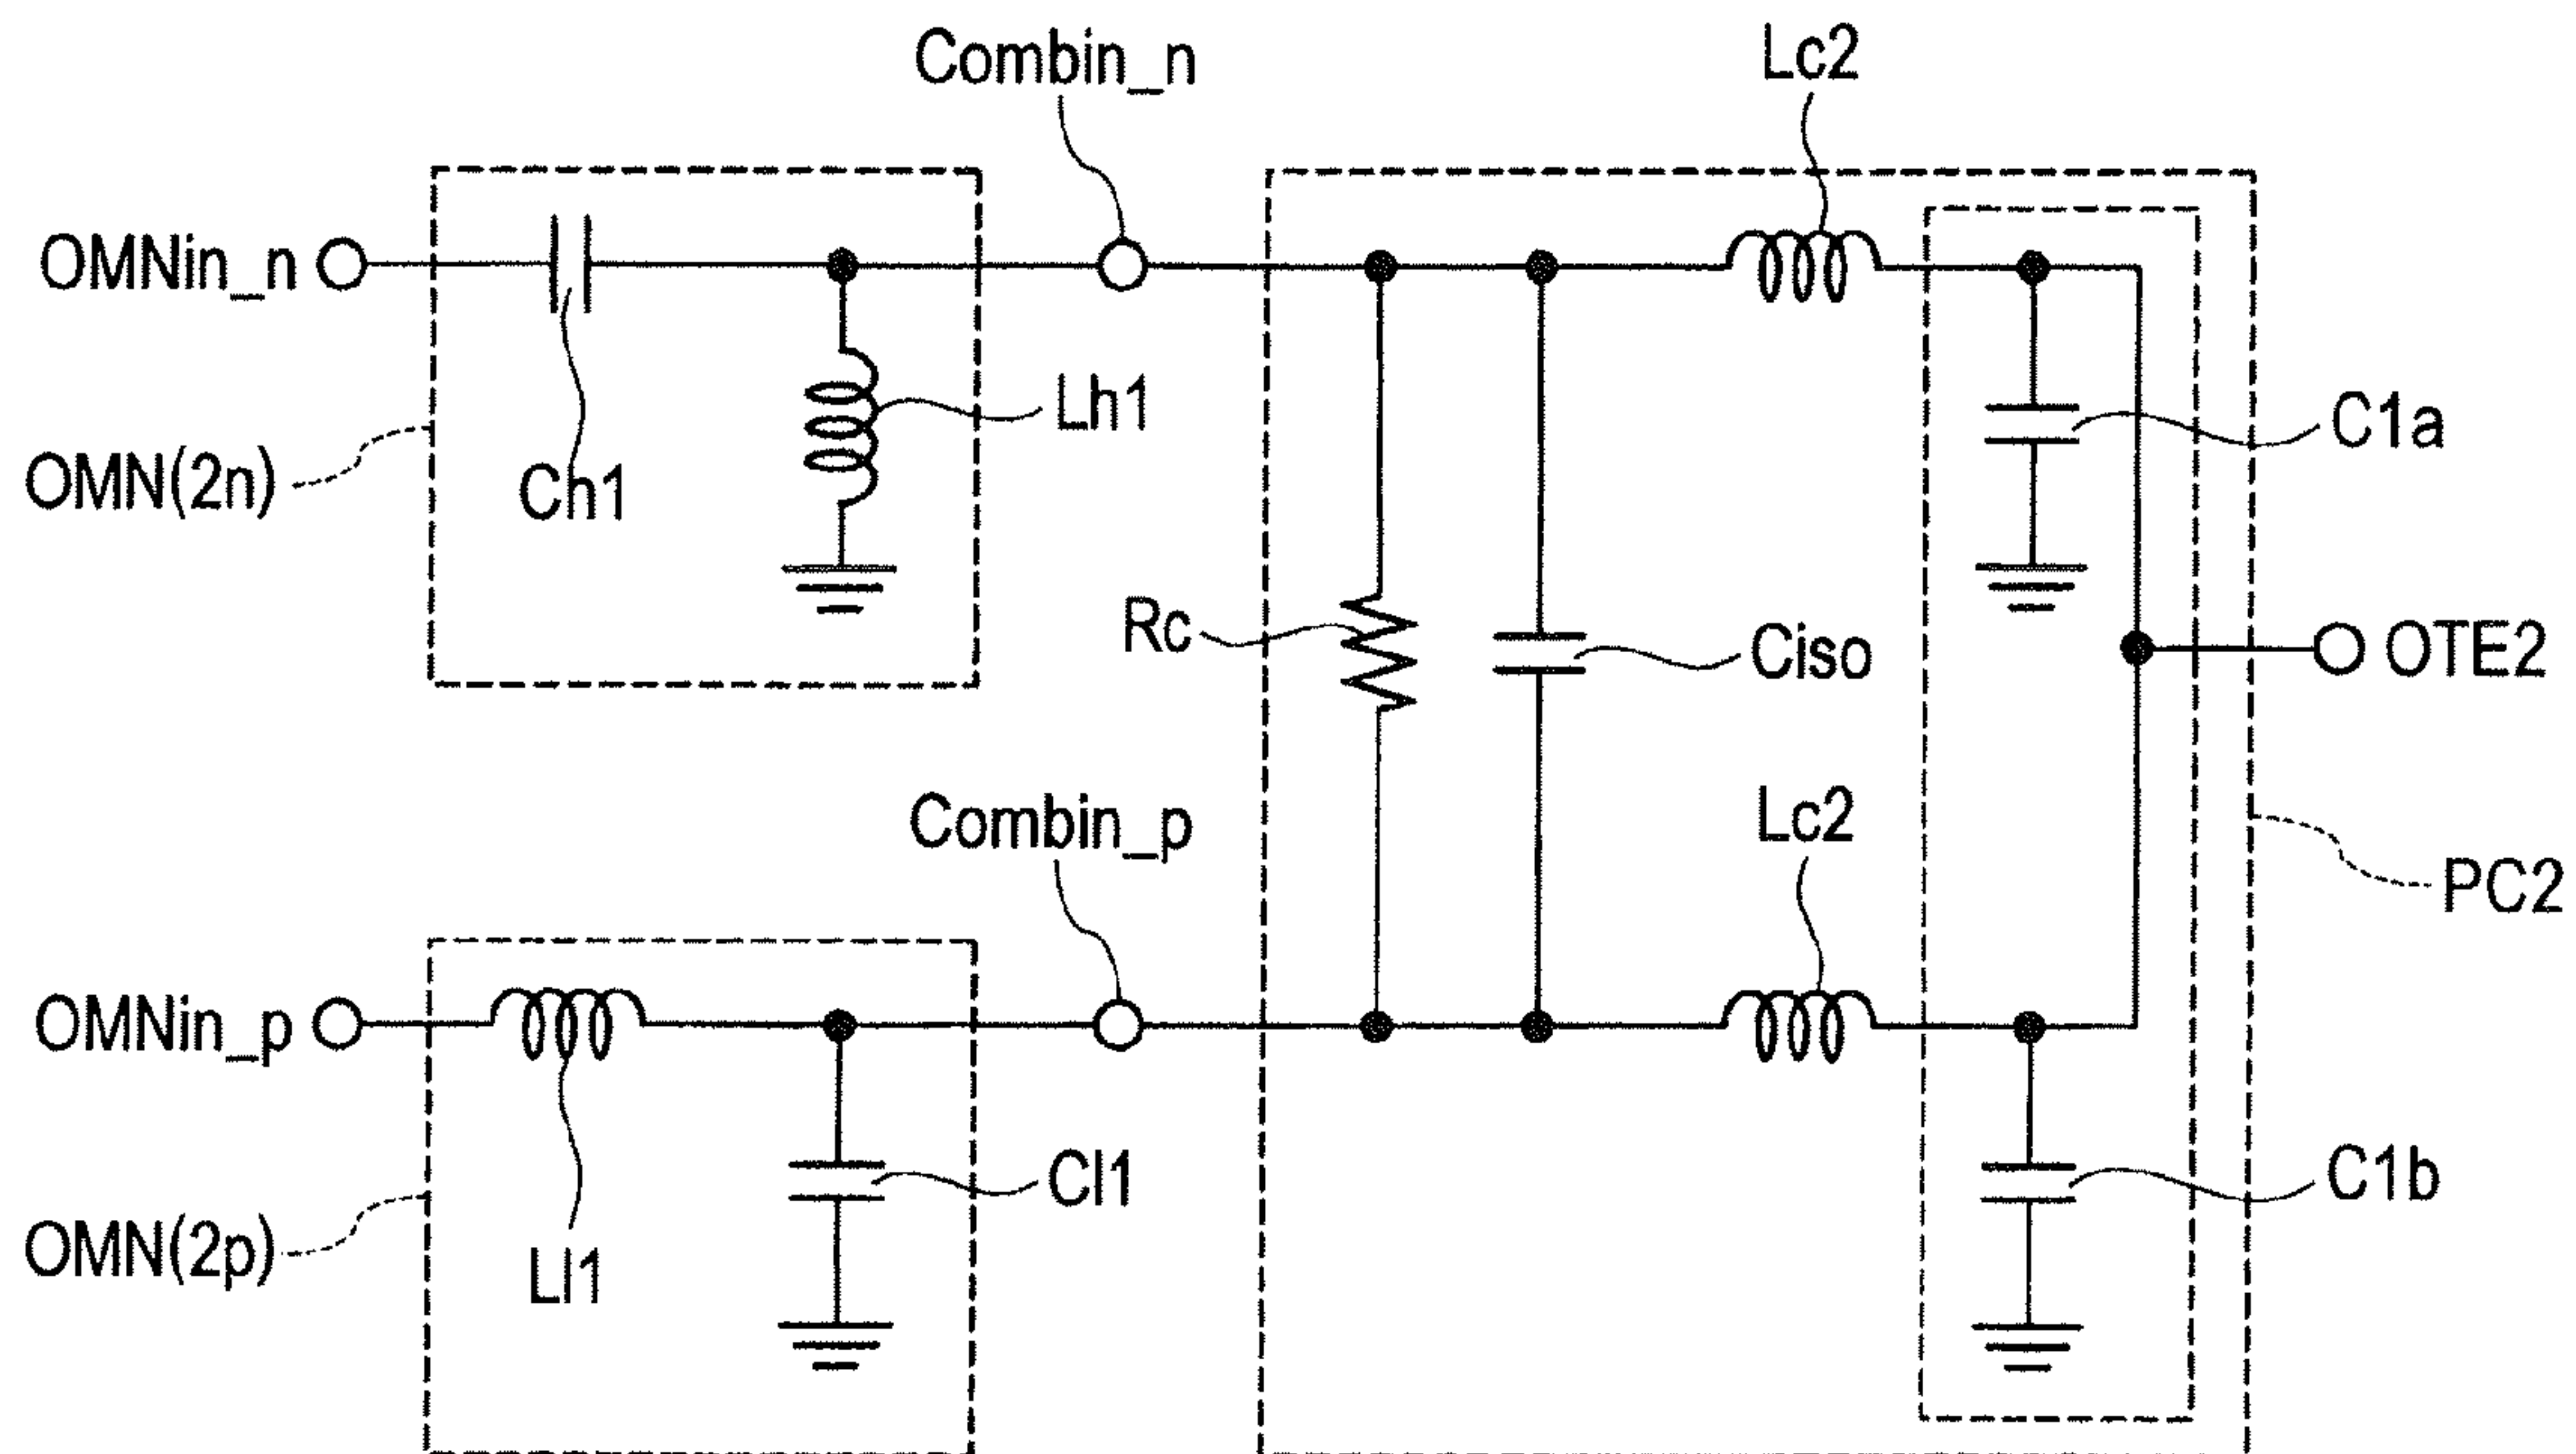 Combin_n
Lc2
OMNin_n
Lh1
C1a
OMN(2n)
Ch1
Rc
Ciso
OTE2
Combin_p
Lc2
PC2
OMNin_p
Cl1
C1b
OMN(2p)
Ll1